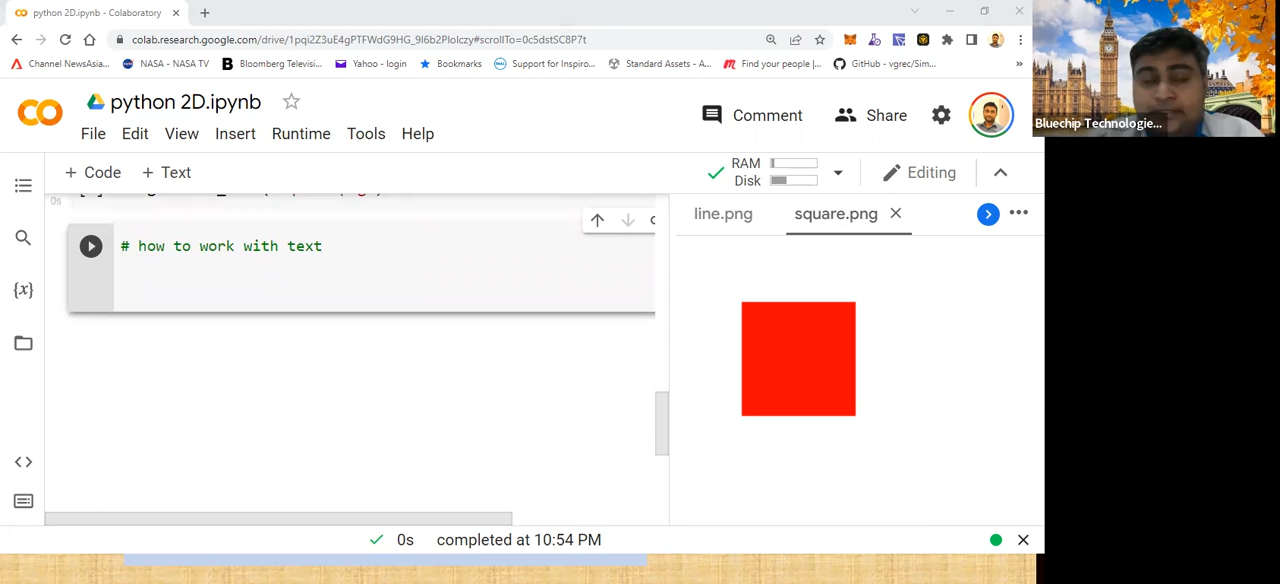 python 2D.ipynb - Colaboratory
colab.research.google.com/drive/1pqi2Z3uE4gPTFWdG9HG_9I6b2PIolczy#scrollTo=0c5dstSC8P7t
Channel NewsAsia... NASA - NASA TV Bloomberg Televisi... Yahoo - login Bookmarks Support for Inspiro... Standard Assets - A... Find your people |... GitHub - vgrec/Sim... »
Bluechip Technologie...
python 2D.ipynb
File Edit View Insert Runtime Tools Help
Comment Share
+ Code + Text
RAM
Disk
Editing
0s
# how to work with text
{x}
line.png square.png
0s completed at 10:54 PM